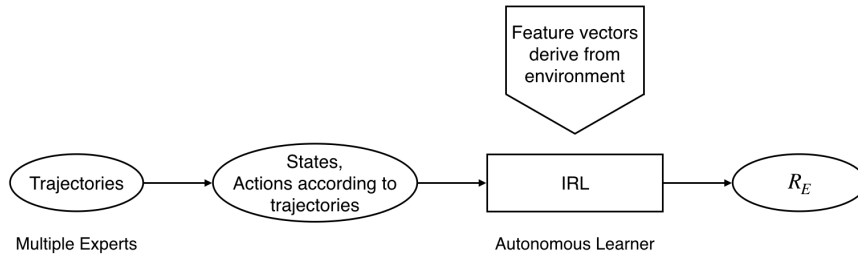 Feature vectors
derive from
environment
Trajectories
States,
Actions according to
trajectories
IRL
R_E
Multiple Experts
Autonomous Learner